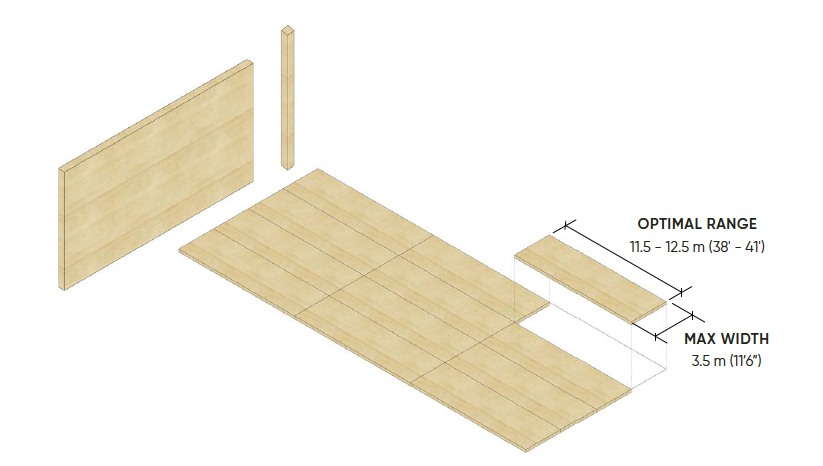 OPTIMAL RANGE
11.5 – 12.5 m (38' – 41')
MAX WIDTH
3.5 m (11'6”)